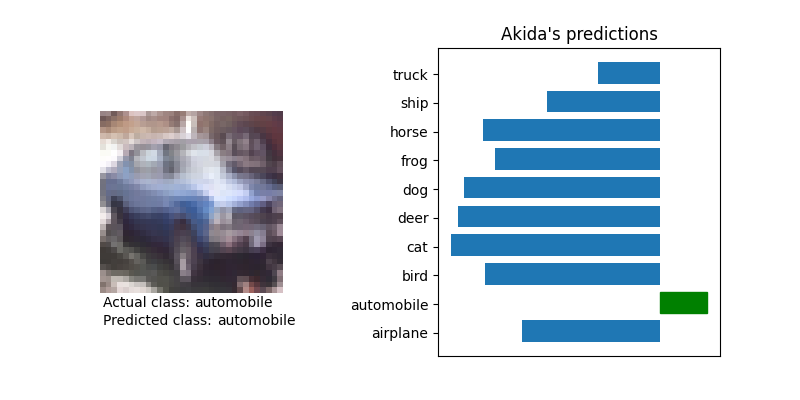 Akida's predictions
truck
ship
horse
frog
dog
deer
cat
bird
automobile
airplane
Actual class: automobile
Predicted class: automobile